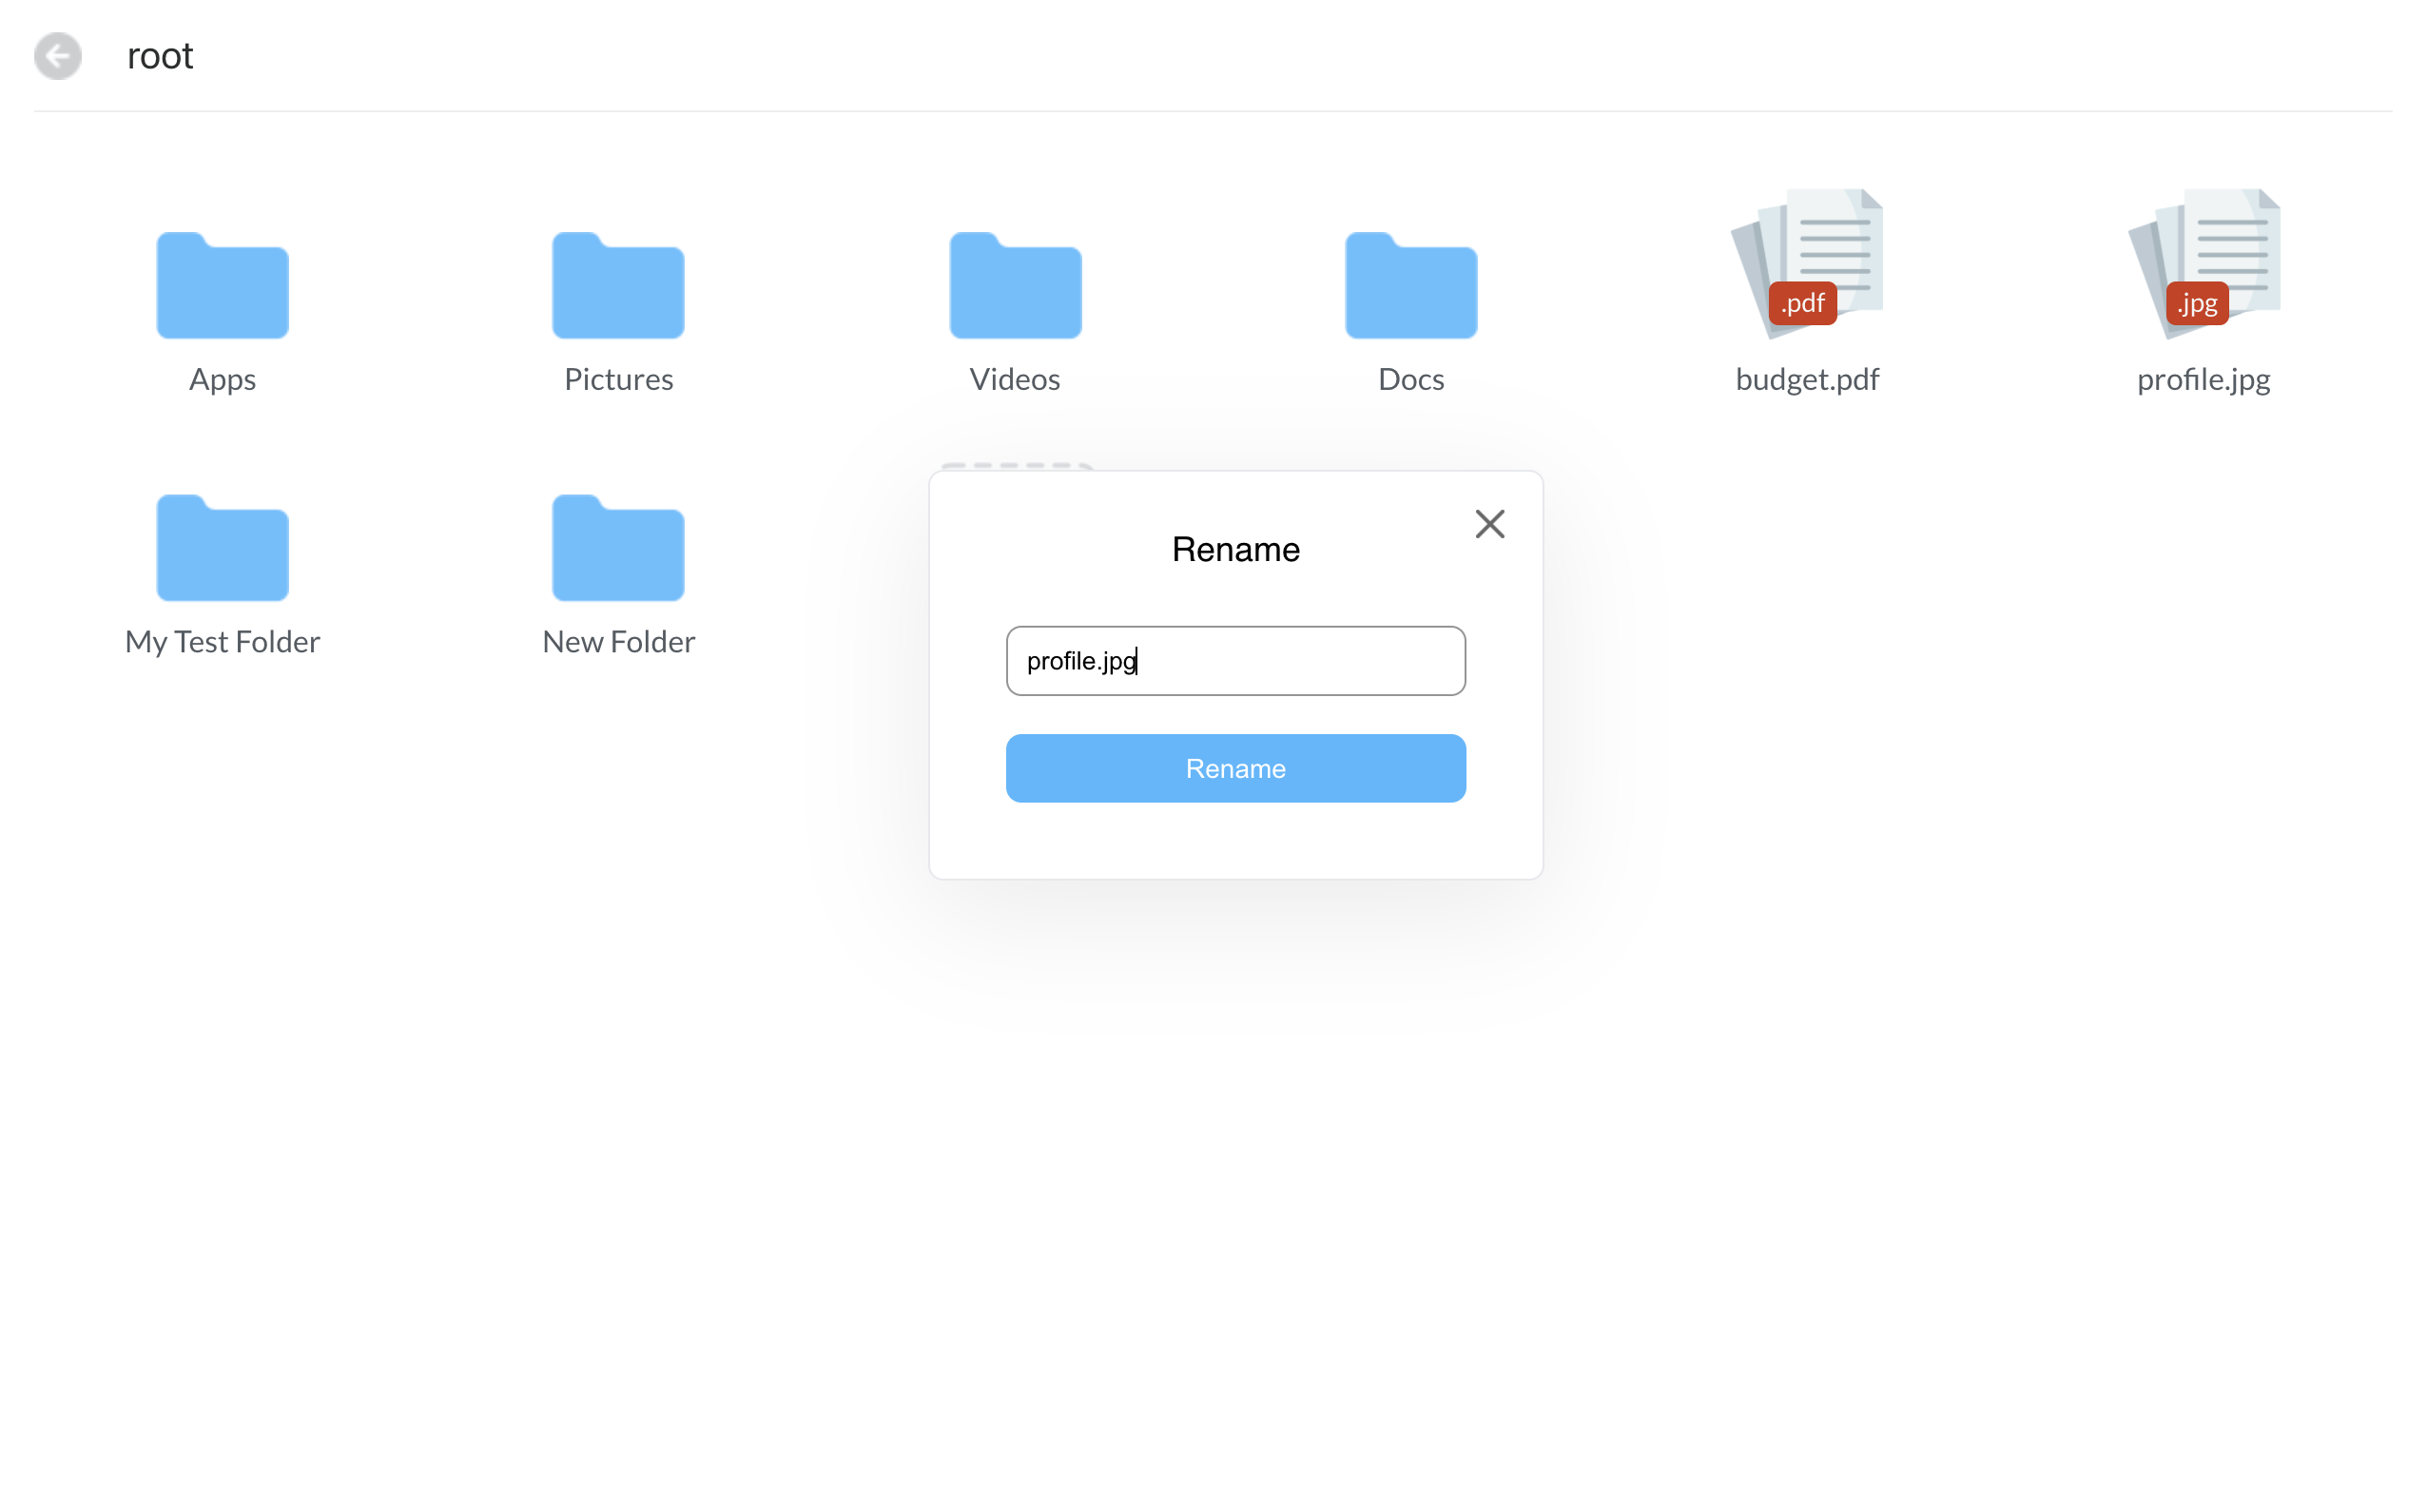 root
.pdf
.jpg
Apps
Pictures
Videos
Docs
budget.pdf
profile.jpg
My Test Folder
New Folder
Rename
profile.jpg
Rename